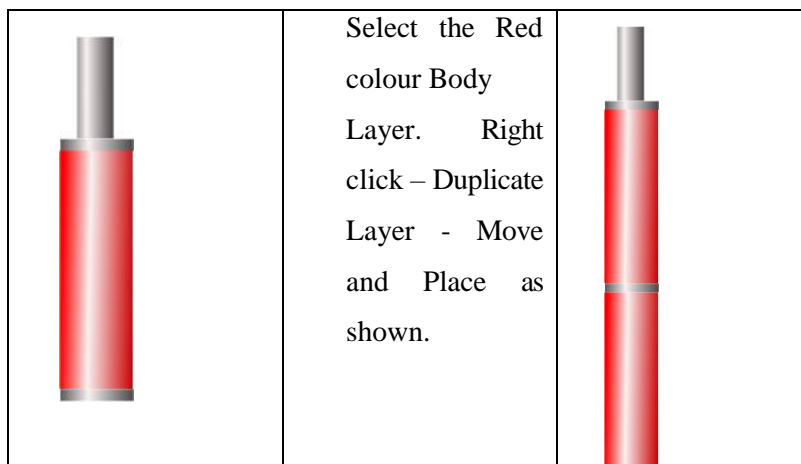 Select the Red
colour Body
Layer. Right
click – Duplicate
Layer - Move
and Place as
shown.